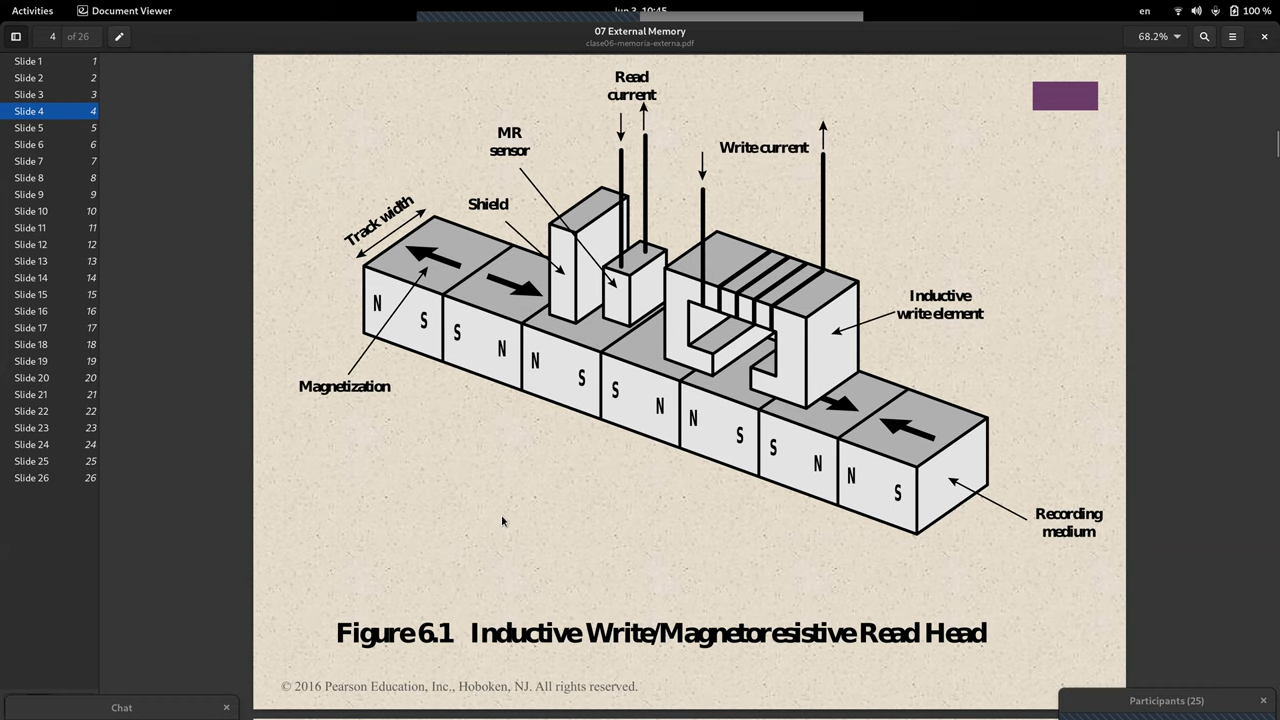 Activities
Document Viewer
Jun 3, 10:45
en
100 %
4 of 26
07 External Memory
clase06-memoria-externa.pdf
68.2%
Slide 1 1
Slide 2 2
Slide 3 3
Slide 4 4
Slide 5 5
Slide 6 6
Slide 7 7
Slide 8 8
Slide 9 9
Slide 10 10
Slide 11 11
Slide 12 12
Slide 13 13
Slide 14 14
Slide 15 15
Slide 16 16
Slide 17 17
Slide 18 18
Slide 19 19
Slide 20 20
Slide 21 21
Slide 22 22
Slide 23 23
Slide 24 24
Slide 25 25
Slide 26 26
Read
current
MR
sensor
Write current
Shield
Track width
Inductive
write element
N S S N N S S N N S S N N S
Magnetization
Recording
medium
Figure 6.1 Inductive Write/Magnetoresistive Read Head
© 2016 Pearson Education, Inc., Hoboken, NJ. All rights reserved.
Chat
Participants (25)